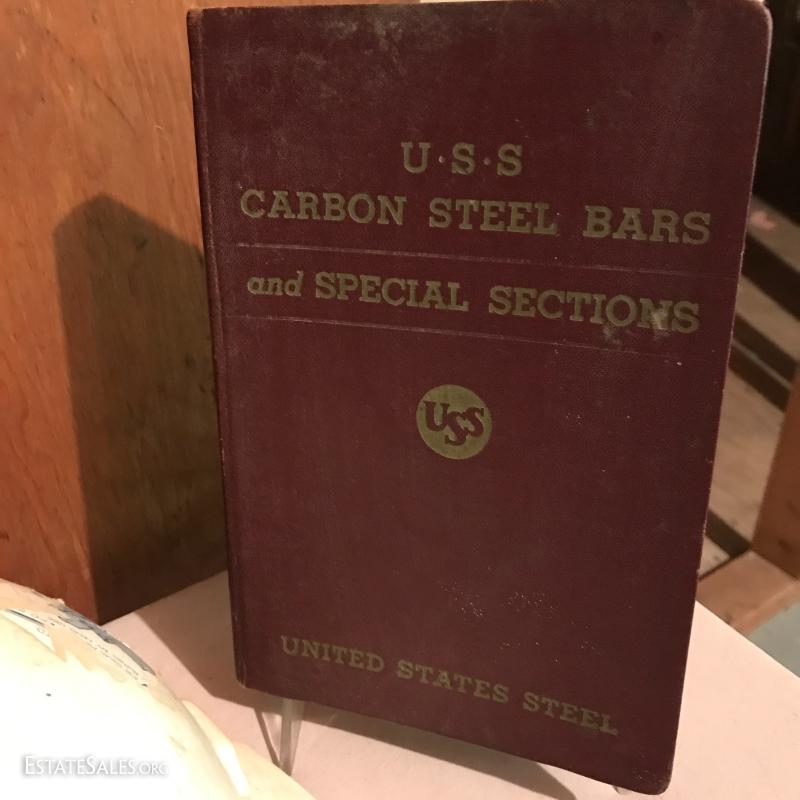 U·S·S
CARBON STEEL BARS
and SPECIAL SECTIONS
USS
UNITED STATES STEEL
ESTATESALES.ORG